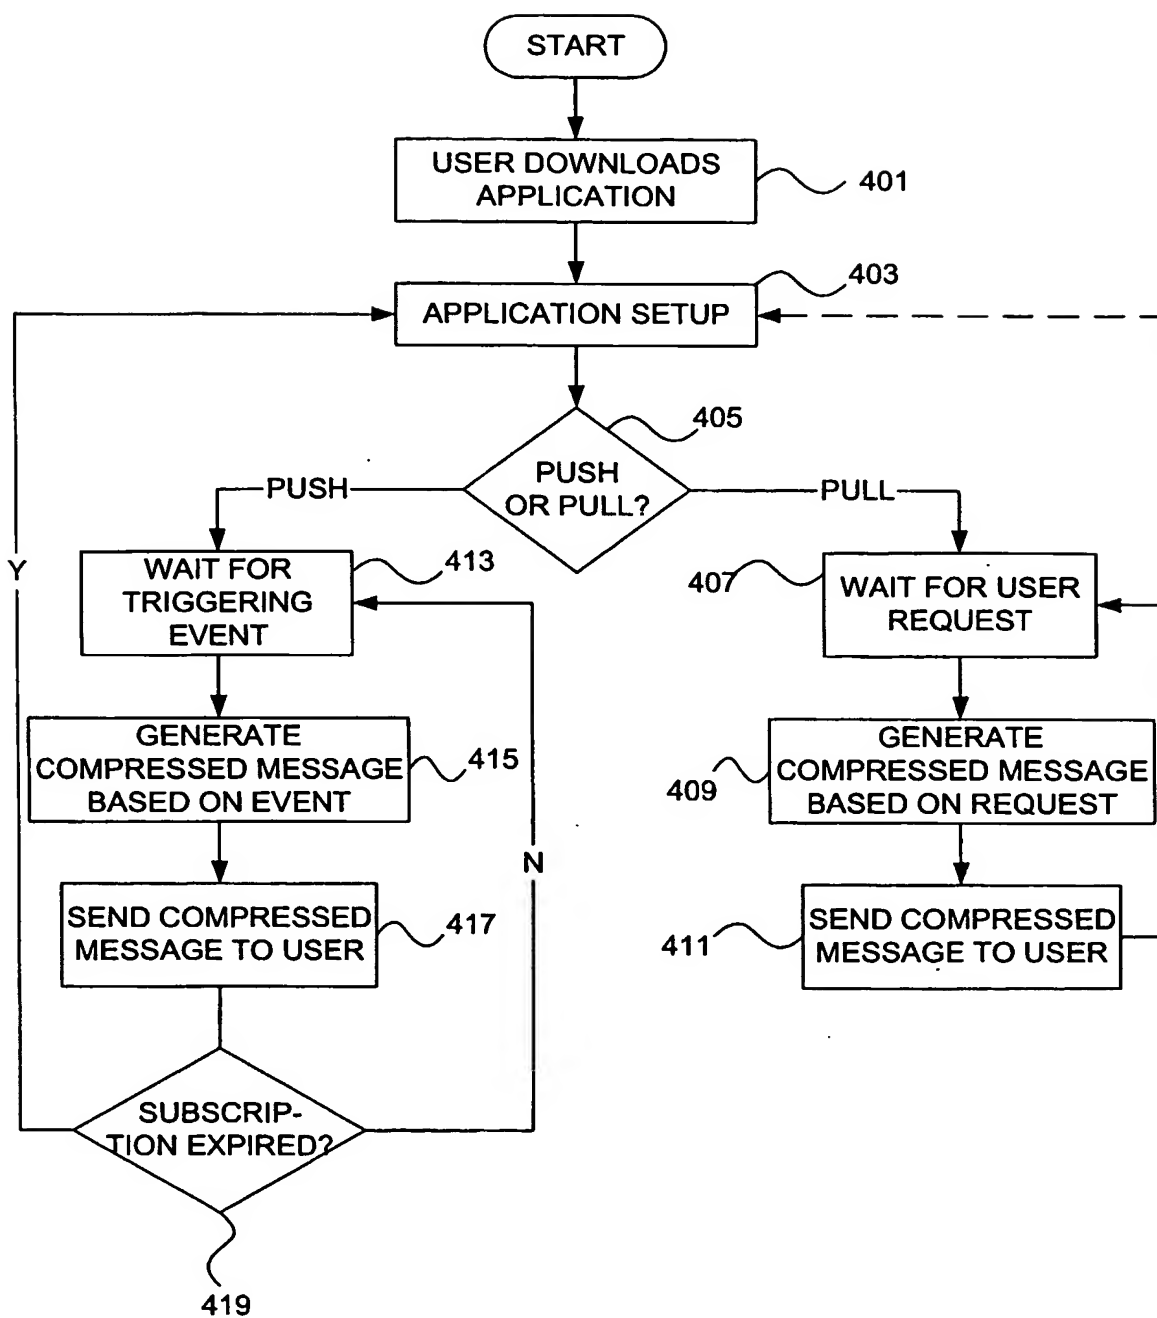 START
USER DOWNLOADS
APPLICATION
401
403
APPLICATION SETUP
405
PUSH
OR PULL?
PUSH
PULL
Y
WAIT FOR
TRIGGERING
EVENT
413
407
WAIT FOR USER
REQUEST
GENERATE
COMPRESSED MESSAGE
BASED ON EVENT
415
409
GENERATE
COMPRESSED MESSAGE
BASED ON REQUEST
N
SEND COMPRESSED
MESSAGE TO USER
417
411
SEND COMPRESSED
MESSAGE TO USER
SUBSCRIP-
TION EXPIRED?
419